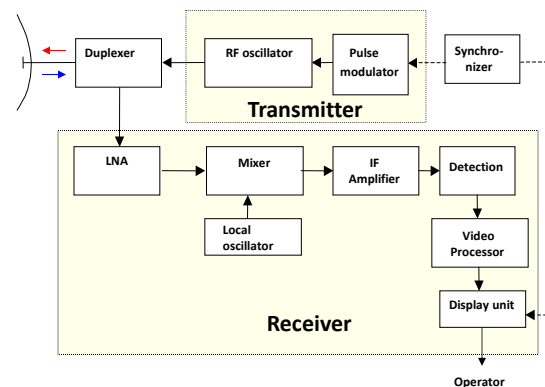 Duplexer
RF oscillator
Pulse
modulator
Synchro-
nizer
Transmitter
LNA
Mixer
IF
Amplifier
Detection
Local
oscillator
Video
Processor
Display unit
Receiver
Operator